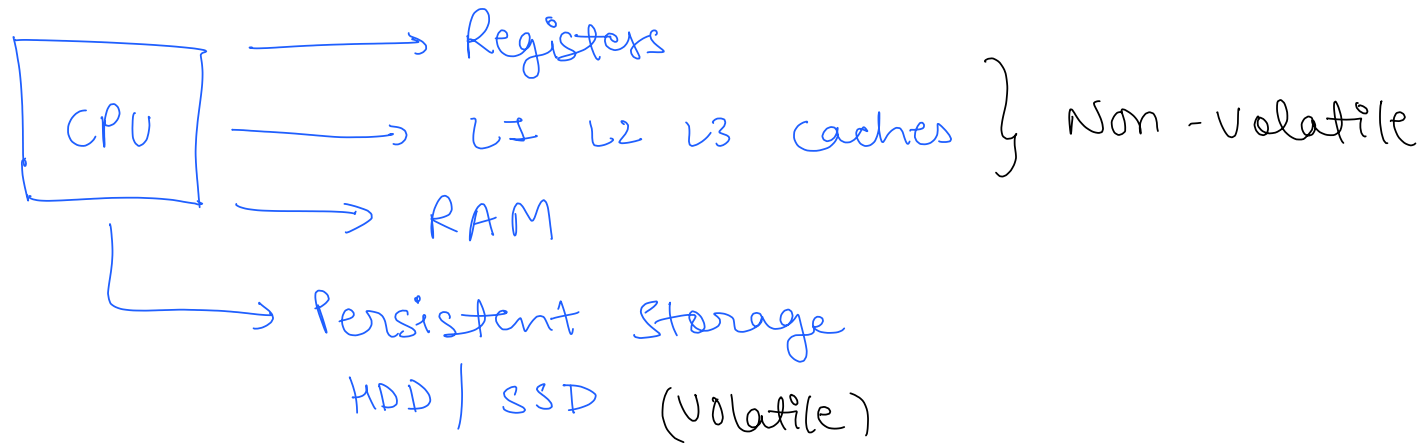 Registers
CPU
L1 L2 L3 Caches } Non-Volatile
RAM
Persistent Storage
HDD | SSD (Volatile)